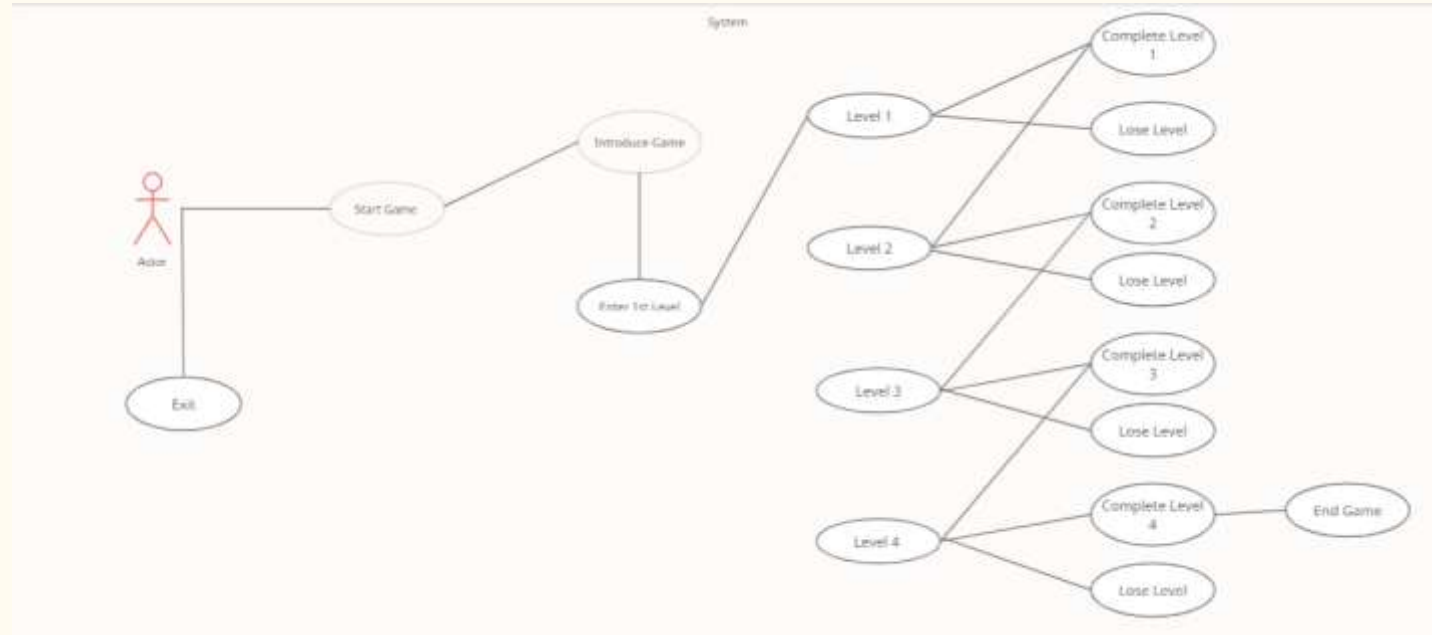 System
Complete Level
1
Level 1
Lose Level
Introduce Game
Start Game
Complete Level
2
Level 2
Actor
Lose Level
Enter 1st Level
Complete Level
3
Level 3
Exit
Lose Level
Complete Level
4
End Game
Level 4
Lose Level